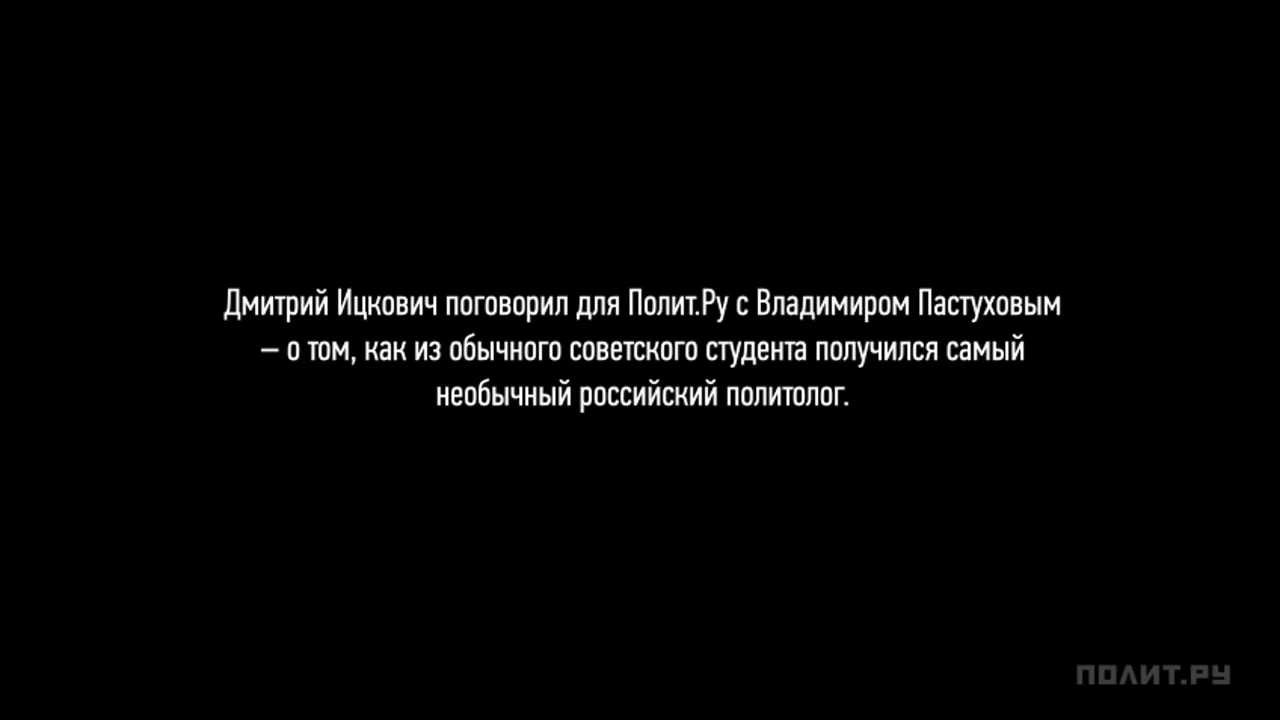 Дмитрий Ицкович поговорил для Полит.Ру с Владимиром Пастуховым
– о том, как из обычного советского студента получился самый
необычный российский политолог.
ПОЛИТ.РУ